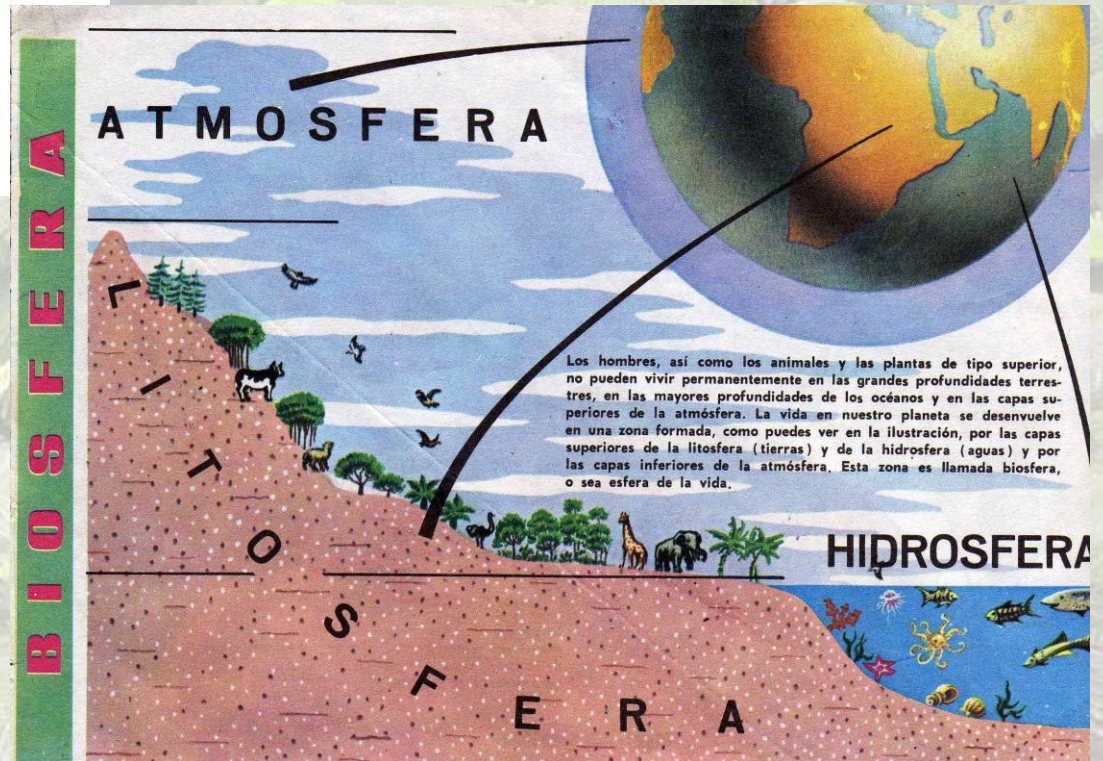 BIOSFERA
ATMOSFERA
LITOSFERA
Los hombres, así como los animales y las plantas de tipo superior,
no pueden vivir permanentemente en las grandes profundidades terres-
tres, en las mayores profundidades de los océanos y en las capas su-
periores de la atmósfera. La vida en nuestro planeta se desenvuelve
en una zona formada, como puedes ver en la ilustración, por las capas
superiores de la litosfera (tierras) y de la hidrosfera (aguas) y por
las capas inferiores de la atmósfera. Esta zona es llamada biosfera,
o sea esfera de la vida.
HIDROSFERA